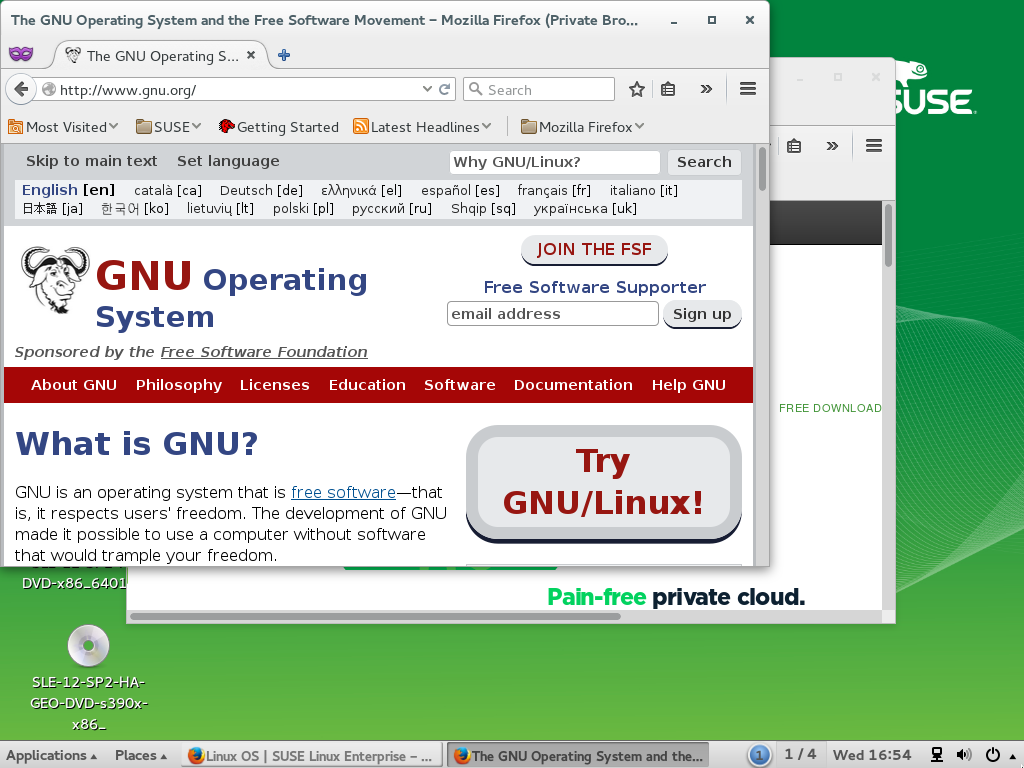 The GNU Operating System and the Free Software Movement – Mozilla Firefox (Private Bro...
The GNU Operating S...
http://www.gnu.org/
Search
Most Visited
SUSE
Getting Started
Latest Headlines
Mozilla Firefox
SUSE
Skip to main text Set language
Why GNU/Linux?
Search
English [en] català [ca] Deutsch [de] ελληνικά [el] español [es] français [fr] italiano [it]
日本語 [ja] 한국어 [ko] lietuvių [lt] polski [pl] русский [ru] Shqip [sq] українська [uk]
GNU Operating
System
Sponsored by the Free Software Foundation
JOIN THE FSF
Free Software Supporter
email address
Sign up
About GNU Philosophy Licenses Education Software Documentation Help GNU
What is GNU?
GNU is an operating system that is free software—that
is, it respects users' freedom. The development of GNU
made it possible to use a computer without software
that would trample your freedom.
Try
GNU/Linux!
FREE DOWNLOAD
Pain-free private cloud.
DVD-x86_6401
SLE-12-SP2-HA-
GEO-DVD-s390x-
x86_
Applications
Places
Linux OS | SUSE Linux Enterprise – ...
The GNU Operating System and the...
1
1 / 4
Wed 16:54